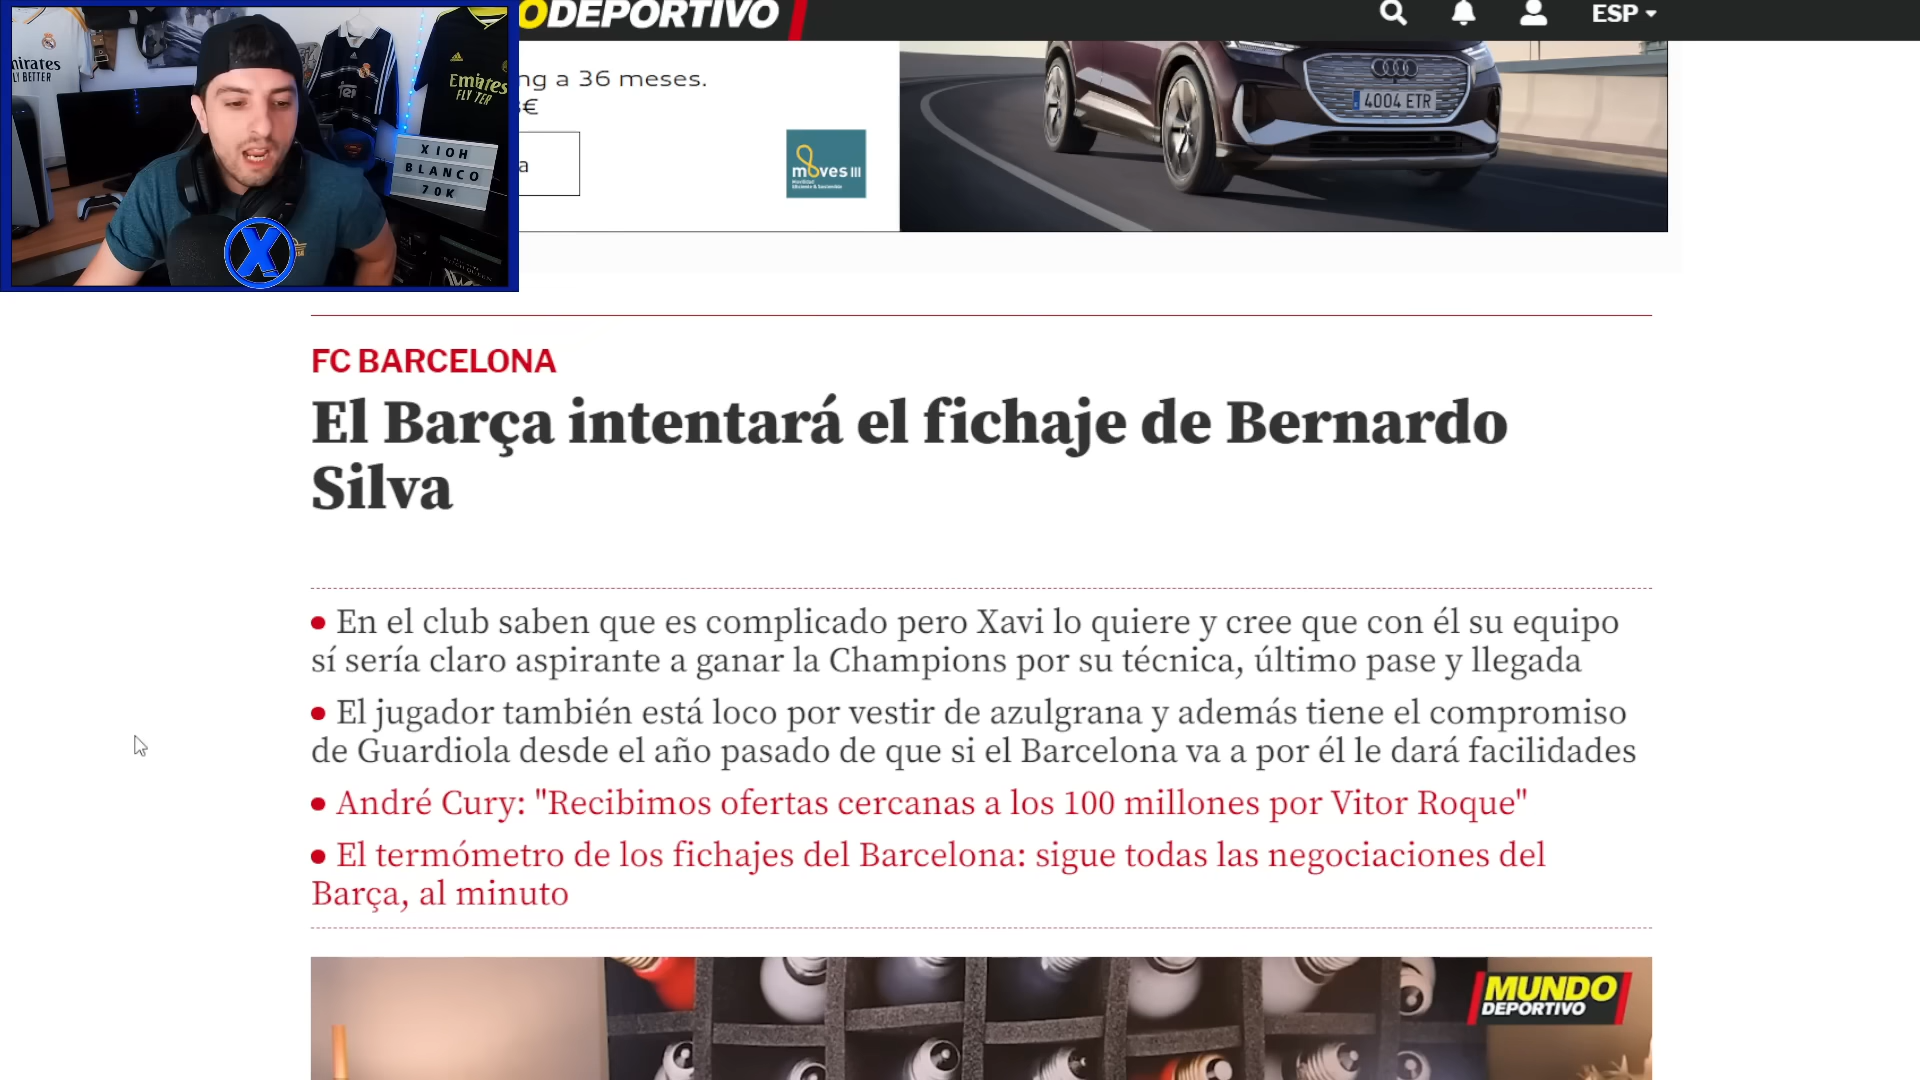 ODEPORTIVO
ESP
ng a 36 meses.
€
a
moves III
4004 ETR
Emirates
FLY BETTER
XIOH
BLANCO
70K
X
FC BARCELONA
El Barça intentará el fichaje de Bernardo
Silva
• En el club saben que es complicado pero Xavi lo quiere y cree que con él su equipo
sí sería claro aspirante a ganar la Champions por su técnica, último pase y llegada
• El jugador también está loco por vestir de azulgrana y además tiene el compromiso
de Guardiola desde el año pasado de que si el Barcelona va a por él le dará facilidades
• André Cury: "Recibimos ofertas cercanas a los 100 millones por Vitor Roque"
• El termómetro de los fichajes del Barcelona: sigue todas las negociaciones del
Barça, al minuto
MUNDO
DEPORTIVO